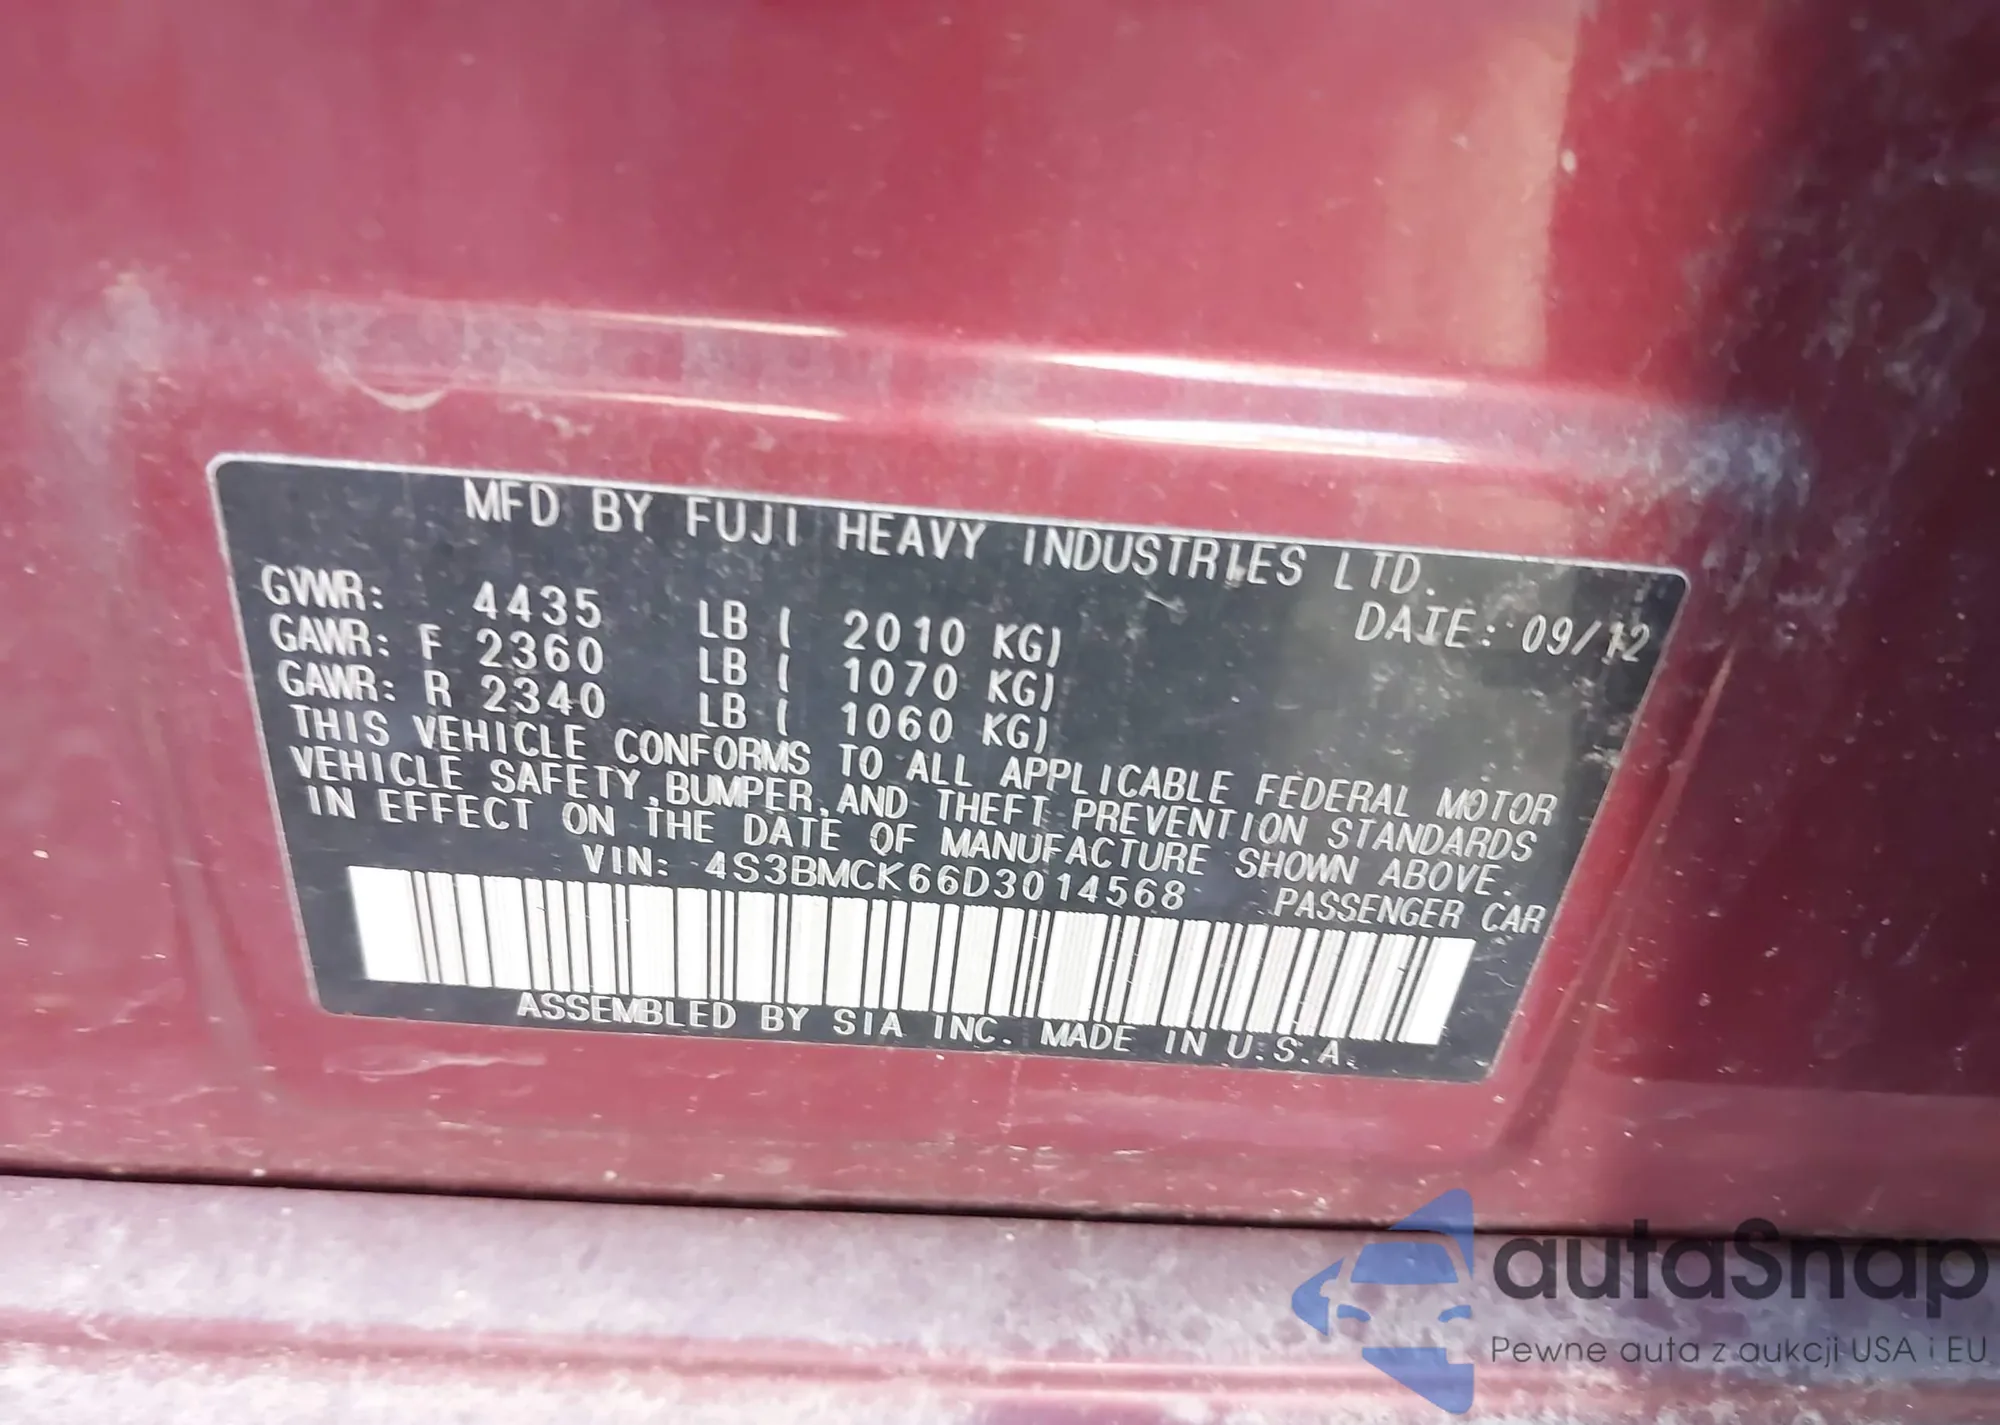 MFD BY FUJI HEAVY INDUSTRIES LTD.
DATE: 09/12
GVWR: 4435 LB ( 2010 KG)
GAWR: F 2360 LB ( 1070 KG)
GAWR: R 2340 LB ( 1060 KG)
THIS VEHICLE CONFORMS TO ALL APPLICABLE FEDERAL MOTOR
VEHICLE SAFETY,BUMPER,AND THEFT PREVENTION STANDARDS
IN EFFECT ON THE DATE OF MANUFACTURE SHOWN ABOVE.
VIN: 4S3BMCK66D3014568 PASSENGER CAR
ASSEMBLED BY SIA INC. MADE IN U.S.A.
autaSnap
Pewne auta z aukcji USA i EU